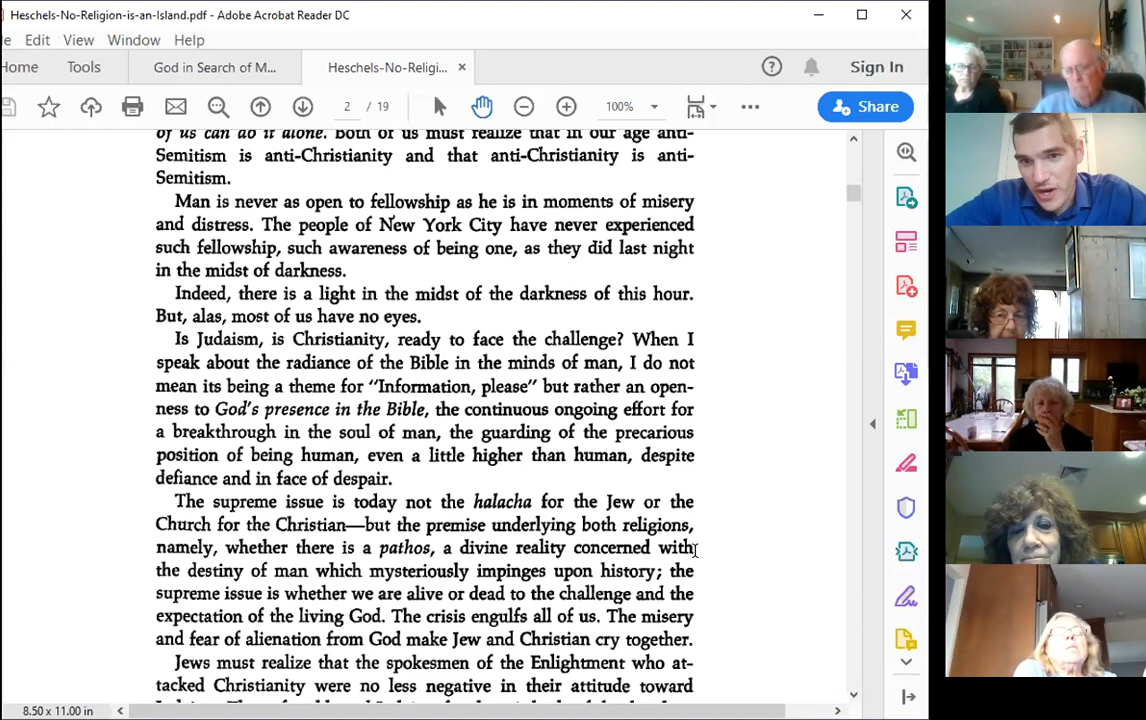 Heschels-No-Religion-is-an-Island.pdf - Adobe Acrobat Reader DC
Edit View Window Help
Home Tools God in Search of M... Heschels-No-Religi...
Sign In
2 / 19 100% Share
of us can do it alone. Both of us must realize that in our age anti-
Semitism is anti-Christianity and that anti-Christianity is anti-
Semitism.
Man is never as open to fellowship as he is in moments of misery
and distress. The people of New York City have never experienced
such fellowship, such awareness of being one, as they did last night
in the midst of darkness.
Indeed, there is a light in the midst of the darkness of this hour.
But, alas, most of us have no eyes.
Is Judaism, is Christianity, ready to face the challenge? When I
speak about the radiance of the Bible in the minds of man, I do not
mean its being a theme for “Information, please” but rather an open-
ness to God's presence in the Bible, the continuous ongoing effort for
a breakthrough in the soul of man, the guarding of the precarious
position of being human, even a little higher than human, despite
defiance and in face of despair.
The supreme issue is today not the halacha for the Jew or the
Church for the Christian—but the premise underlying both religions,
namely, whether there is a pathos, a divine reality concerned with
the destiny of man which mysteriously impinges upon history; the
supreme issue is whether we are alive or dead to the challenge and the
expectation of the living God. The crisis engulfs all of us. The misery
and fear of alienation from God make Jew and Christian cry together.
Jews must realize that the spokesmen of the Enlightment who at-
tacked Christianity were no less negative in their attitude toward
8.50 x 11.00 in